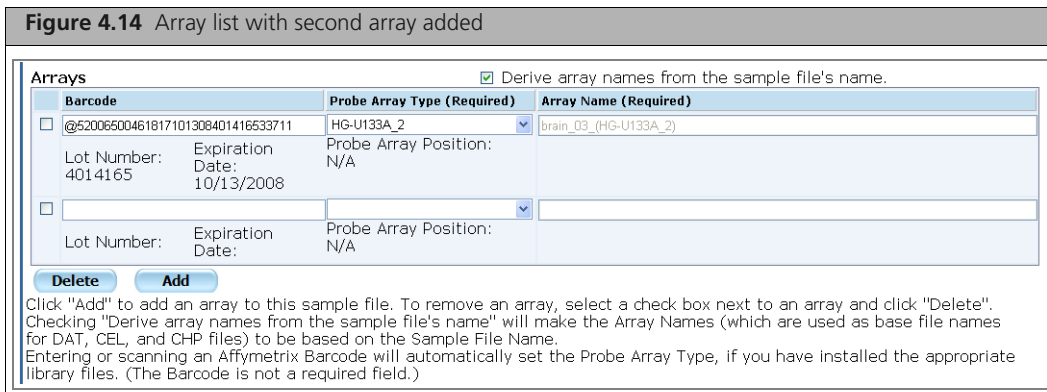 Figure 4.14 Array list with second array added
Arrays
Derive array names from the sample file's name.
Barcode Probe Array Type (Required) Array Name (Required)
@52006500461817101308401416533711 HG-U133A_2 brain_03_(HG-U133A_2)
Lot Number: 4014165
Expiration Date: 10/13/2008
Probe Array Position: N/A
Lot Number:
Expiration Date:
Probe Array Position: N/A
Delete Add
Click "Add" to add an array to this sample file. To remove an array, select a check box next to an array and click "Delete".
Checking "Derive array names from the sample file's name" will make the Array Names (which are used as base file names
for DAT, CEL, and CHP files) to be based on the Sample File Name.
Entering or scanning an Affymetrix Barcode will automatically set the Probe Array Type, if you have installed the appropriate
library files. (The Barcode is not a required field.)